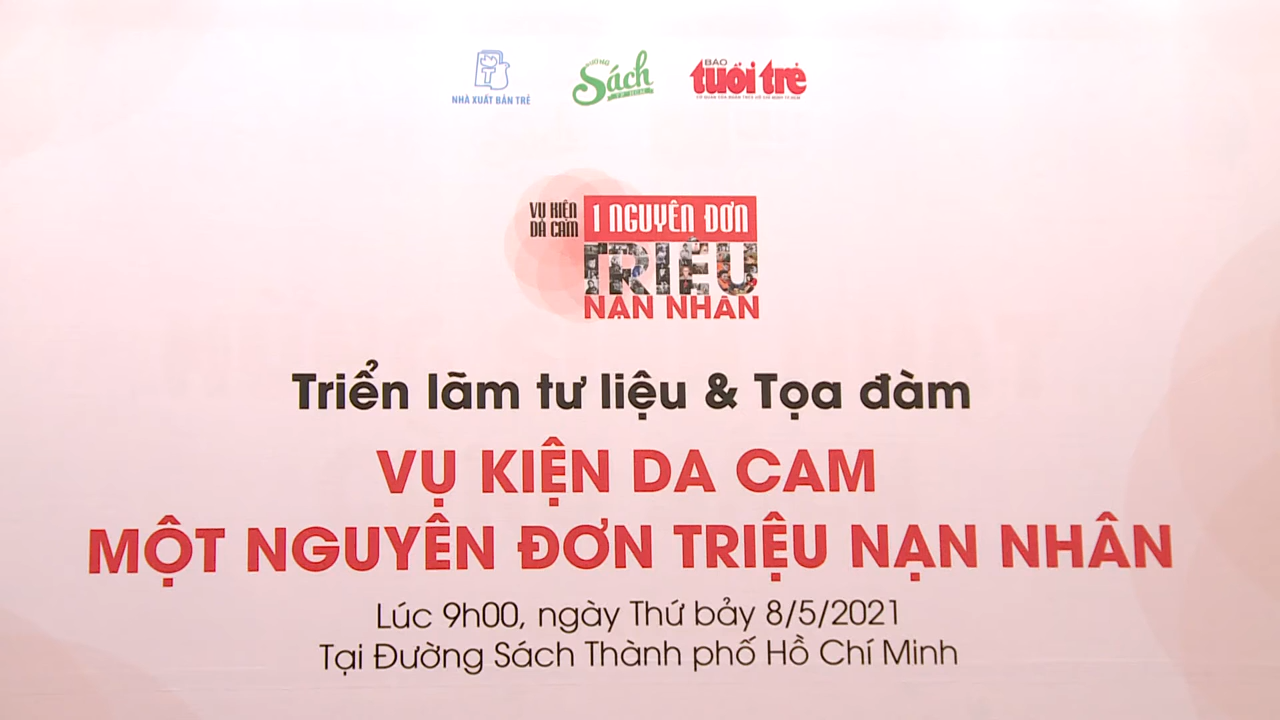 NHÀ XUẤT BẢN TRẺ
Sách
TP. HCM
BÁO
tuổi trẻ
VỤ KIỆN
DA CAM
1 NGUYÊN ĐƠN
TRIỆU
NẠN NHÂN
Triển lãm tư liệu & Tọa đàm
VỤ KIỆN DA CAM
MỘT NGUYÊN ĐƠN TRIỆU NẠN NHÂN
Lúc 9h00, ngày Thứ bảy 8/5/2021
Tại Đường Sách Thành phố Hồ Chí Minh